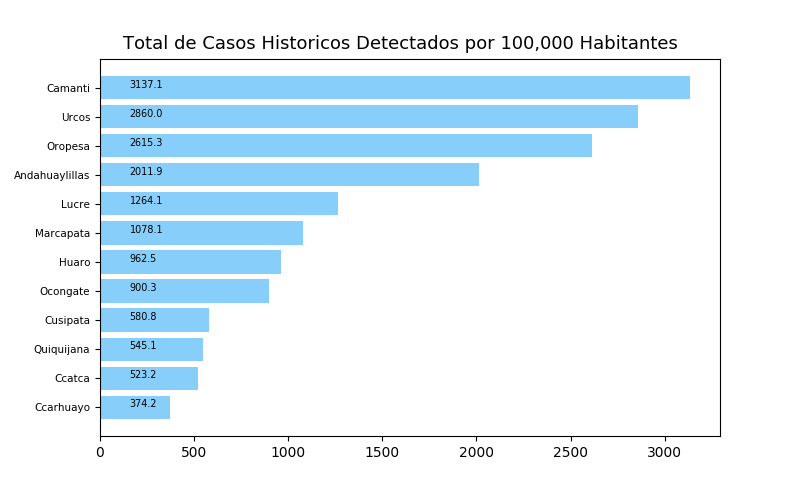 Total de Casos Historicos Detectados por 100,000 Habitantes
Camanti 3137.1
Urcos 2860.0
Oropesa 2615.3
Andahuaylillas 2011.9
Lucre 1264.1
Marcapata 1078.1
Huaro 962.5
Ocongate 900.3
Cusipata 580.8
Quiquijana 545.1
Ccatca 523.2
Ccarhuayo 374.2
0 500 1000 1500 2000 2500 3000